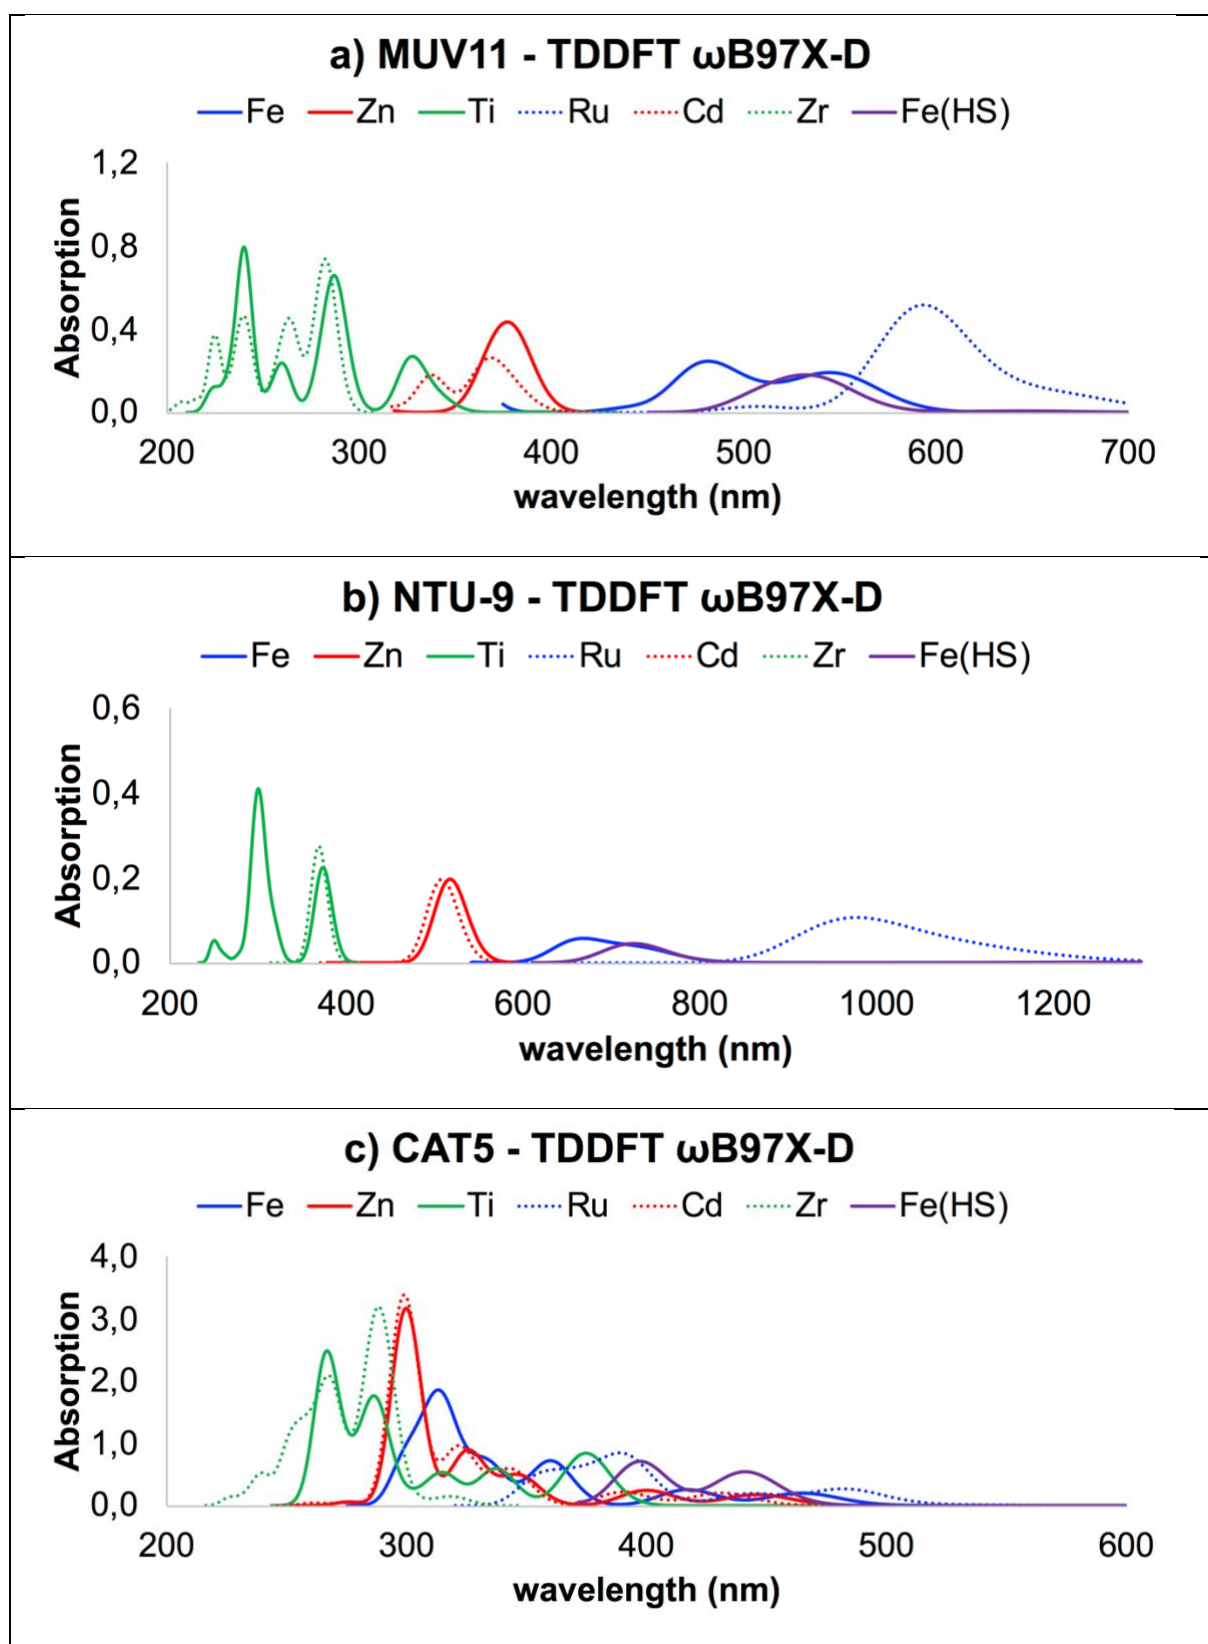 a) MUV11 - TDDFT ωB97X-D
Fe Zn Ti Ru Cd Zr Fe(HS)
1,2
0,8
0,4
0,0
Absorption
200 300 400 500 600 700
wavelength (nm)
b) NTU-9 - TDDFT ωB97X-D
Fe Zn Ti Ru Cd Zr Fe(HS)
0,6
0,4
0,2
0,0
Absorption
200 400 600 800 1000 1200
wavelength (nm)
c) CAT5 - TDDFT ωB97X-D
Fe Zn Ti Ru Cd Zr Fe(HS)
4,0
3,0
2,0
1,0
0,0
Absorption
200 300 400 500 600
wavelength (nm)